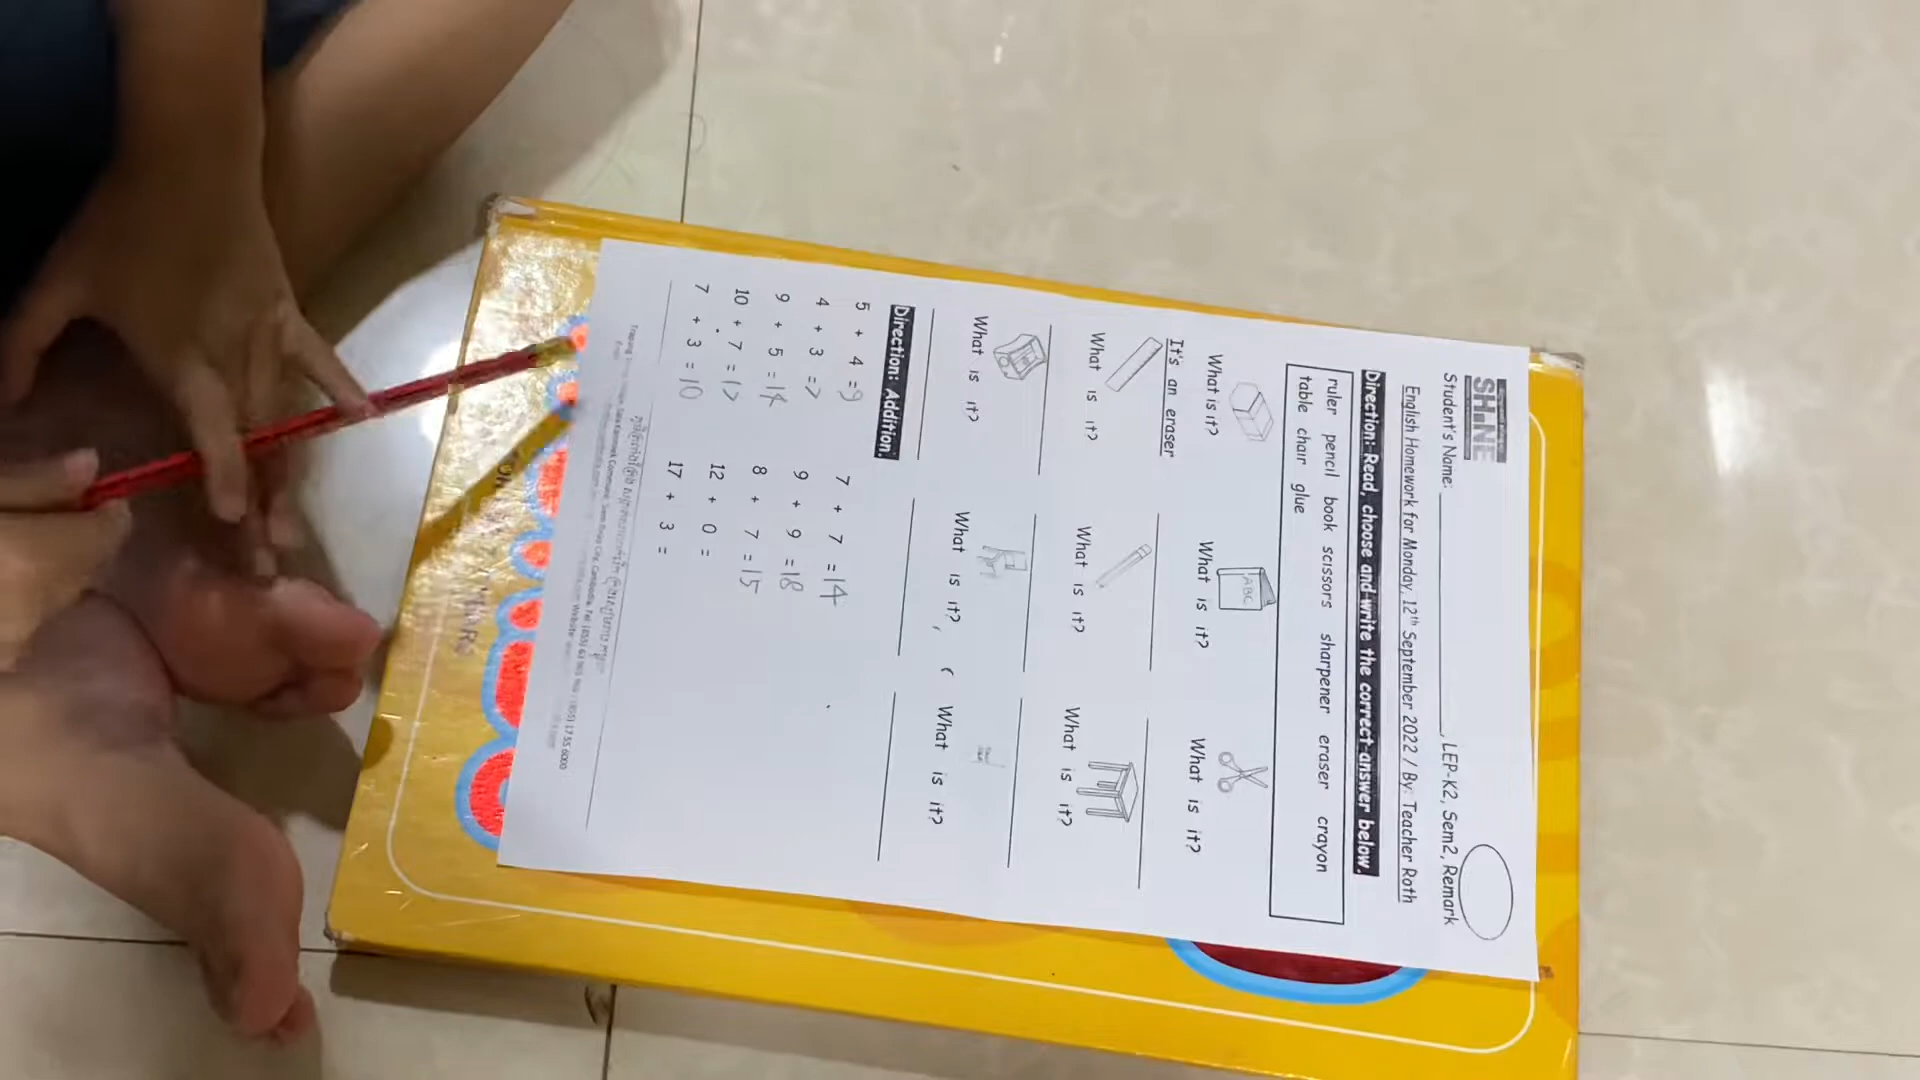 SHiNE
Student's Name: , LEP-K2, Sem2, Remark
English Homework for Monday, 12th September 2022 / By: Teacher Roth
Direction: Read, choose and write the correct answer below.
ruler pencil book scissors sharpener eraser crayon
table chair glue
ABC
What is it? What is it? What is it?
It's an eraser
What is it? What is it? What is it?
What is it? What is it? What is it?
Direction: Addition.
5 + 4 = 9 7 + 7 = 14
4 + 3 = 7 9 + 9 = 18
9 + 5 = 14 8 + 7 = 15
10 + 7 = 17 12 + 0 =
7 + 3 = 10 17 + 3 =